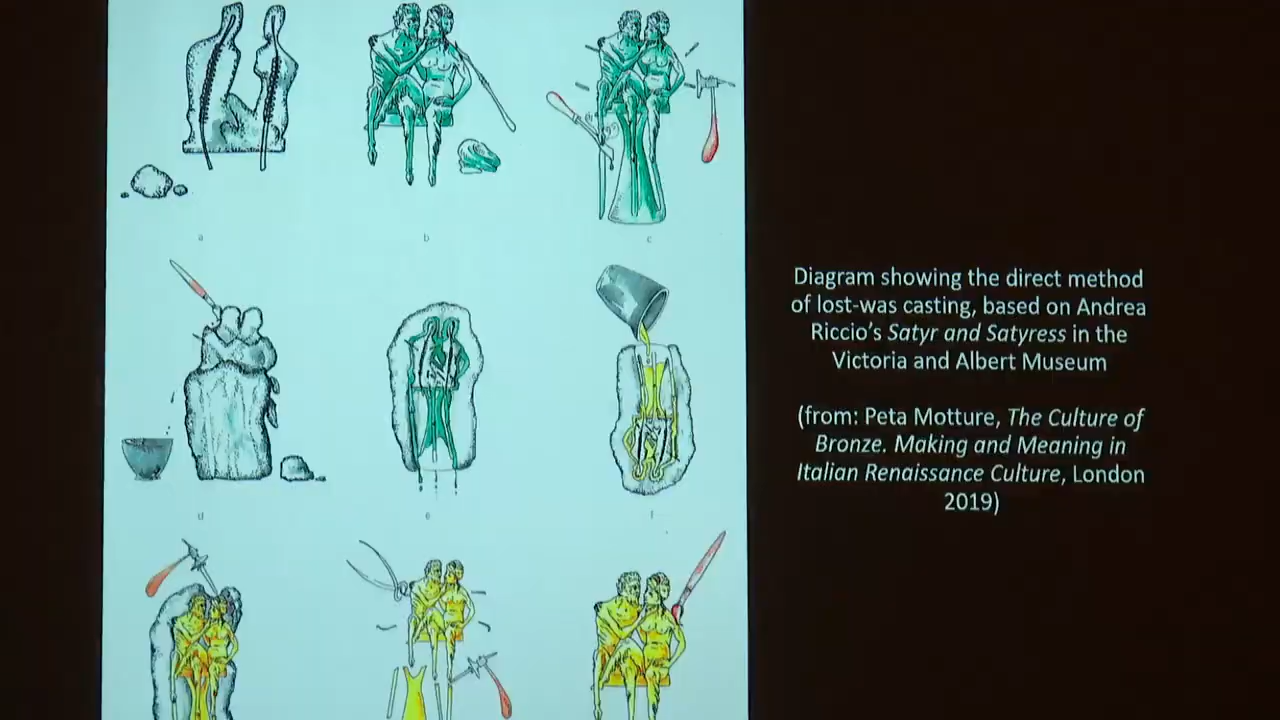 a
b
c
d
e
f
Diagram showing the direct method
of lost-was casting, based on Andrea
Riccio's Satyr and Satyress in the
Victoria and Albert Museum
(from: Peta Motture, The Culture of
Bronze. Making and Meaning in
Italian Renaissance Culture, London
2019)